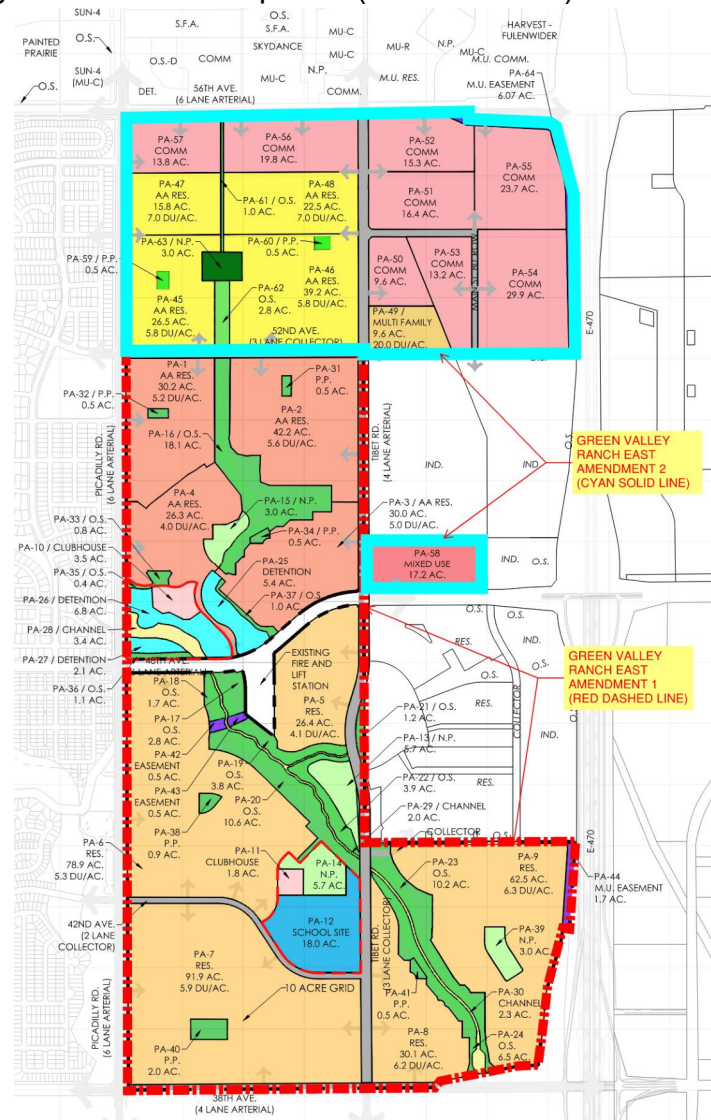 SUN-4
O.S.
PAINTED
PRAIRIE
O.S.
SUN-4
(MU-C)
S.F.A.
O.S.
S.F.A.
SKYDANCE
MU-C
MU-C
O.S.-D
COMM
N.P.
DET.
COMM.
MU-R
N.P.
MU-C
M.U. COMM.
M.U. RES.
HARVEST -
FULENWIDER
56TH AVE.
(6 LANE ARTERIAL)
PA-64
M.U. EASEMENT
6.07 AC.
PA-57
COMM
13.8 AC.
PA-56
COMM
19.8 AC.
PA-52
COMM
15.3 AC.
PA-55
COMM
23.7 AC.
PA-47
AA RES.
15.8 AC.
7.0 DU/AC.
PA-61 / O.S.
1.0 AC.
PA-48
AA RES.
22.5 AC.
7.0 DU/AC.
PA-51
COMM
16.4 AC.
PA-63 / N.P.
3.0 AC.
PA-60 / P.P.
0.5 AC.
PA-59 / P.P.
0.5 AC.
PA-50
COMM
9.6 AC.
PA-53
COMM
13.2 AC.
MAIN ST ROW
PA-54
COMM
29.9 AC.
PA-45
AA RES.
26.5 AC.
5.8 DU/AC.
PA-62
O.S.
2.8 AC.
PA-46
AA RES.
39.2 AC.
5.8 DU/AC.
PA-49 /
MULTI FAMILY
9.6 AC.
20.0 DU/AC.
52ND AVE.
(3 LANE COLLECTOR)
E-470
O.S.
PA-1
AA RES.
30.2 AC.
5.2 DU/AC.
PA-31
P.P.
0.5 AC.
PA-32 / P.P.
0.5 AC.
PA-2
AA RES.
42.2 AC.
5.6 DU/AC.
PA-16 / O.S.
18.1 AC.
PICADILLY RD.
(6 LANE ARTERIAL)
TIBET RD.
(4 LANE ARTERIAL)
IND.
IND.
O.S.
GREEN VALLEY
RANCH EAST
AMENDMENT 2
(CYAN SOLID LINE)
PA-4
AA RES.
26.3 AC.
4.0 DU/AC.
PA-15 / N.P.
3.0 AC.
PA-3 / AA RES.
30.0 AC.
5.0 DU/AC.
PA-33 / O.S.
0.8 AC.
PA-34 / P.P.
0.5 AC.
PA-10 / CLUBHOUSE
3.5 AC.
PA-35 / O.S.
0.4 AC.
PA-25
DETENTION
5.4 AC.
PA-58
MIXED USE
17.2 AC.
IND.
O.S.
PA-26 / DETENTION
6.8 AC.
PA-37 / O.S.
1.0 AC.
PA-28 / CHANNEL
3.4 AC.
PA-27 / DETENTION
2.1 AC.
48TH AVE.
(6 LANE ARTERIAL)
PA-36 / O.S.
1.1 AC.
O.S.
O.S.
RES.
IND.
O.S.
GREEN VALLEY
RANCH EAST
AMENDMENT 1
(RED DASHED LINE)
EXISTING
FIRE AND
LIFT
STATION
PA-18
O.S.
1.7 AC.
PA-5
RES.
26.4 AC.
4.1 DU/AC.
PA-17
O.S.
2.8 AC.
PA-21 / O.S.
1.2 AC.
RES.
RES.
COLLECTOR
IND.
PA-42
EASEMENT
0.5 AC.
PA-13 / N.P.
5.7 AC.
PA-43
EASEMENT
0.5 AC.
PA-19
O.S.
3.8 AC.
PA-22 / O.S.
3.9 AC.
RES.
PA-20
O.S.
10.6 AC.
PA-29 / CHANNEL
2.0 AC.
PA-38
P.P.
0.9 AC.
COLLECTOR
O.S.
E-470
PA-6
RES.
78.9 AC.
5.3 DU/AC.
PA-11
CLUBHOUSE
1.8 AC.
PA-14
N.P.
5.7 AC.
PA-23
O.S.
10.2 AC.
PA-9
RES.
62.5 AC.
6.3 DU/AC.
PA-44
M.U. EASEMENT
1.7 AC.
42ND AVE.
(2 LANE
COLLECTOR)
PA-12
SCHOOL SITE
18.0 AC.
TIBET RD.
(3 LANE COLLECTOR)
PA-39
N.P.
3.0 AC.
PA-7
RES.
91.9 AC.
5.9 DU/AC.
10 ACRE GRID
PA-41
P.P.
0.5 AC.
PA-30
CHANNEL
2.3 AC.
PICADILLY RD.
(6 LANE ARTERIAL)
PA-40
P.P.
2.0 AC.
PA-8
RES.
30.1 AC.
6.2 DU/AC.
PA-24
O.S.
6.5 AC.
38TH AVE.
(4 LANE ARTERIAL)